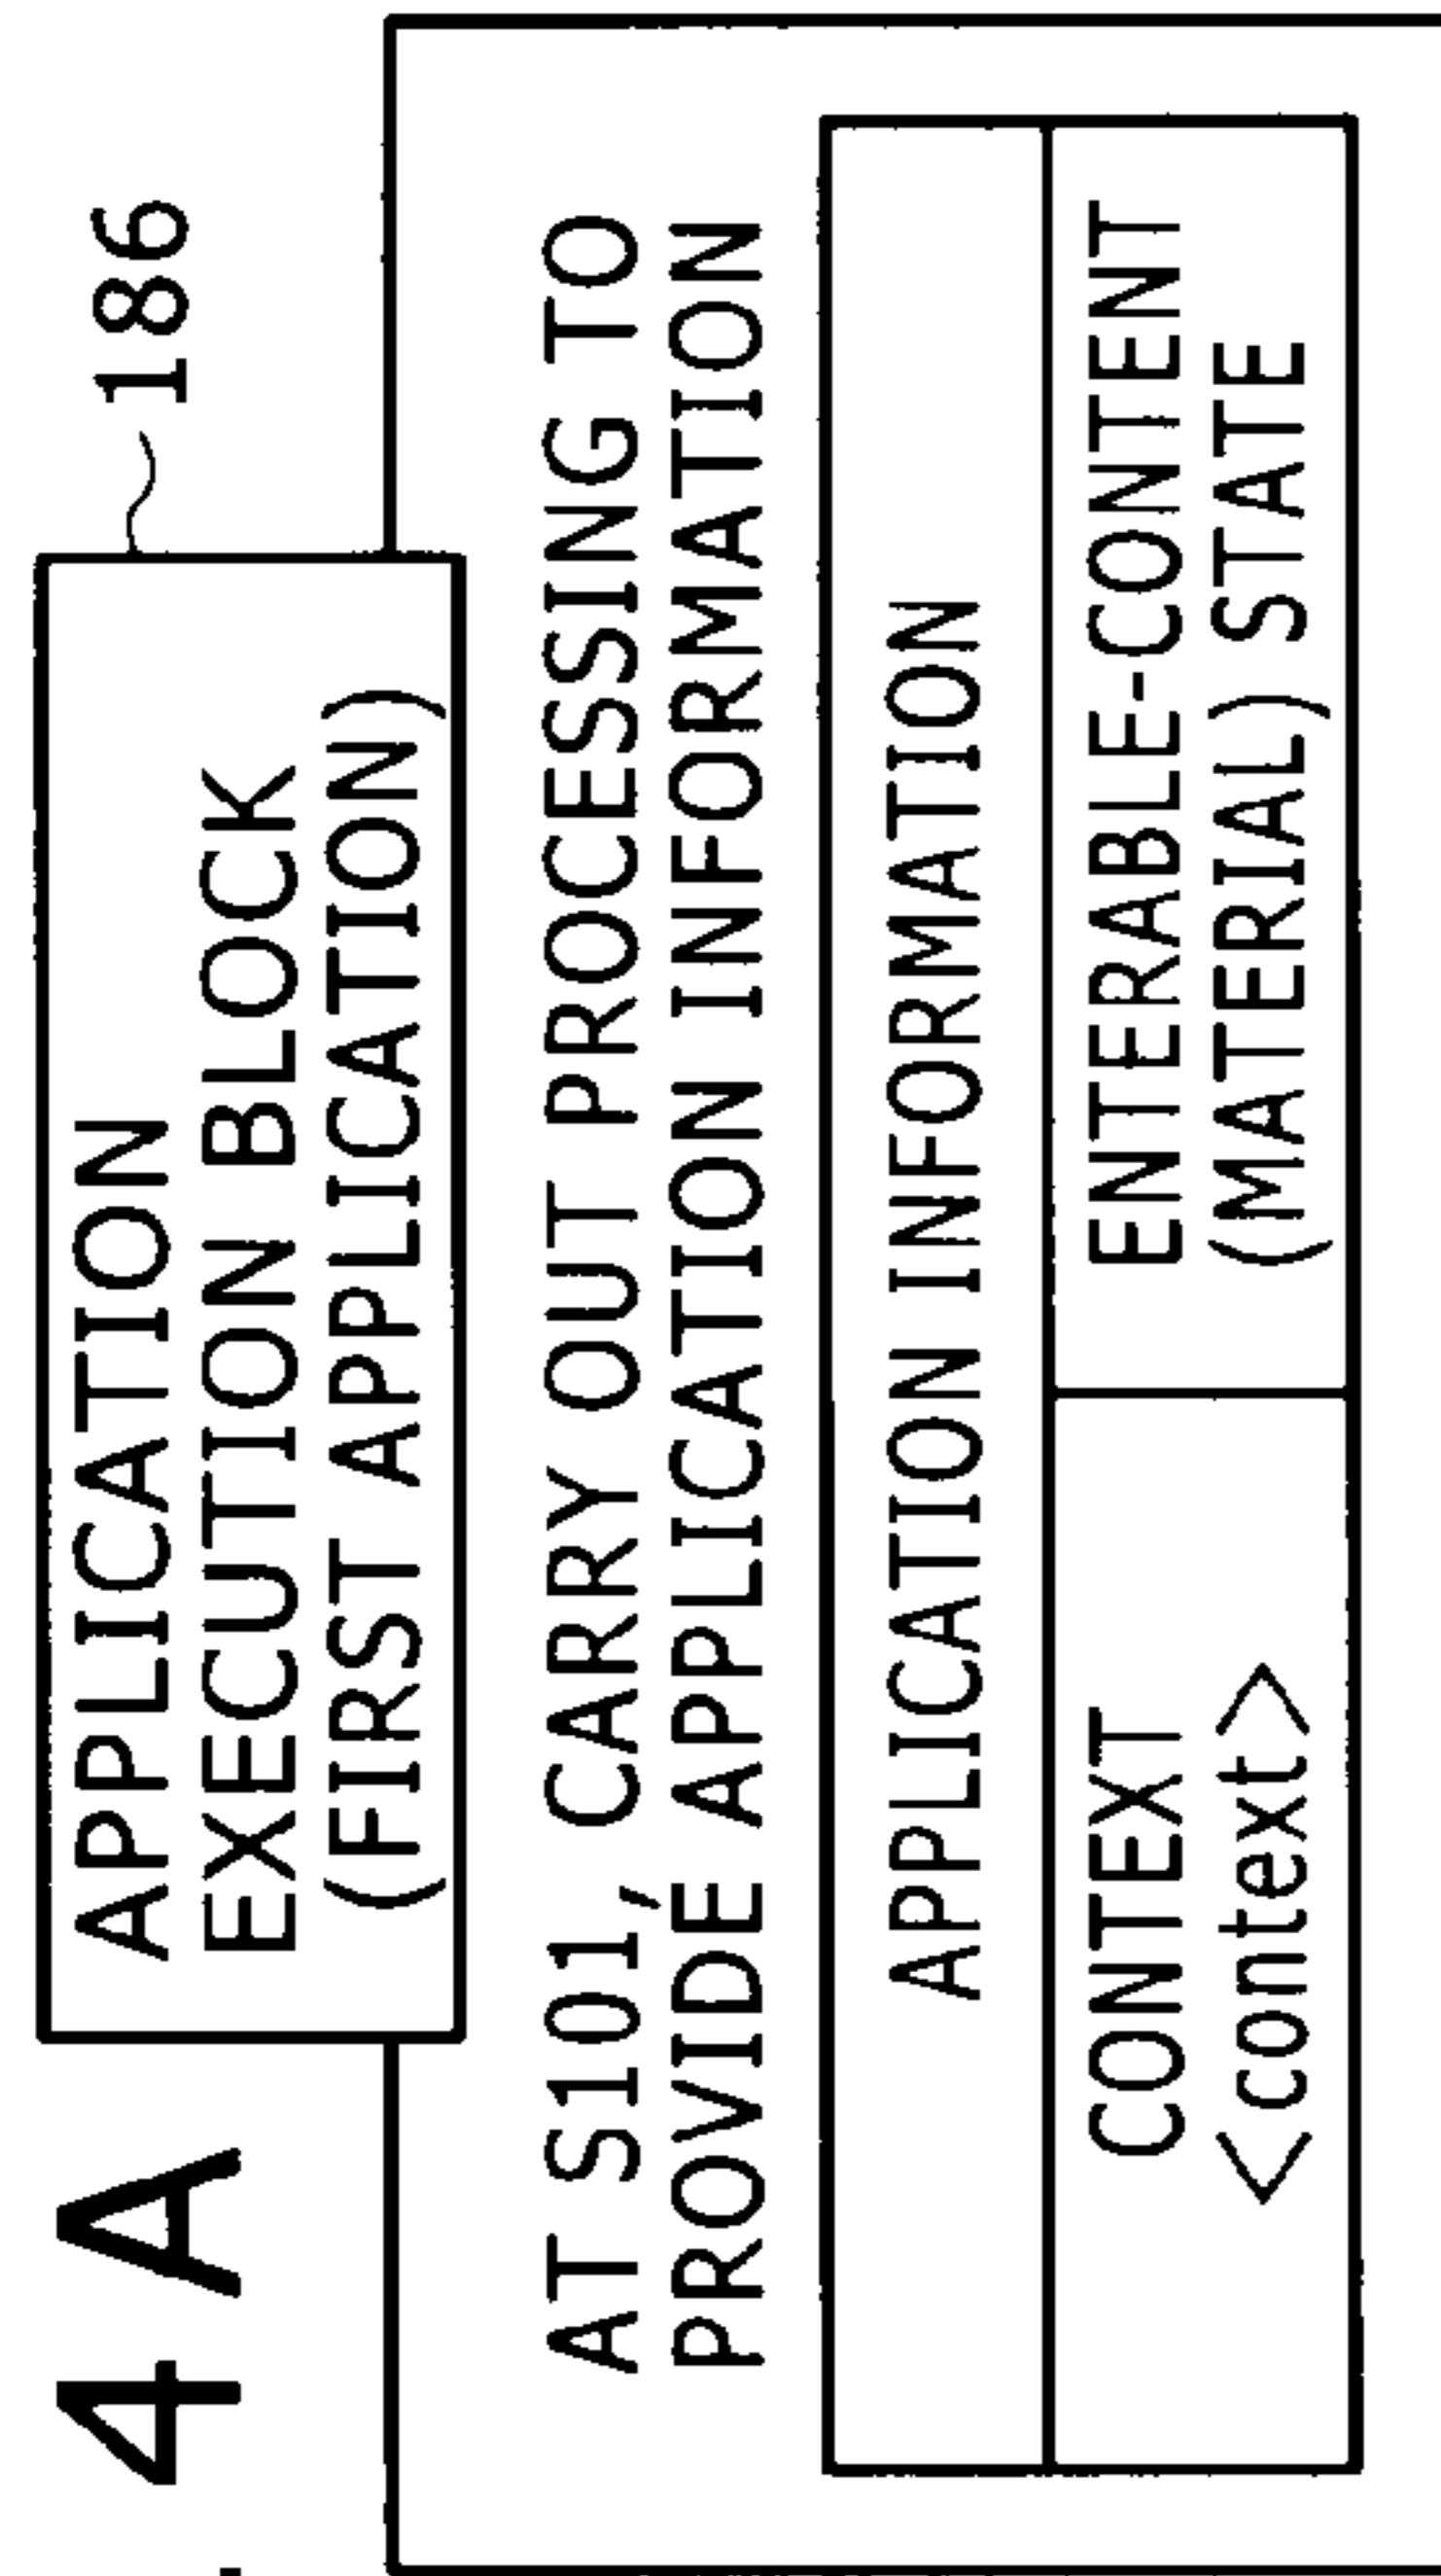 4A
APPLICATION
EXECUTION BLOCK
(FIRST APPLICATION)
186
AT S101, CARRY OUT PROCESSING TO
PROVIDE APPLICATION INFORMATION
APPLICATION INFORMATION
CONTEXT
<context>
ENTERABLE-CONTENT
(MATERIAL) STATE